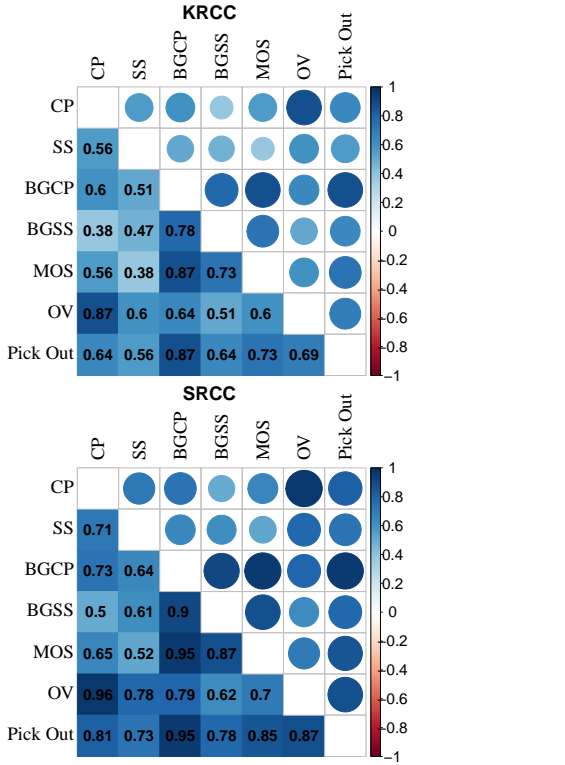 KRCC
CP SS BGCP BGSS MOS OV Pick Out
CP
SS 0.56
BGCP 0.6 0.51
BGSS 0.38 0.47 0.78
MOS 0.56 0.38 0.87 0.73
OV 0.87 0.6 0.64 0.51 0.6
Pick Out 0.64 0.56 0.87 0.64 0.73 0.69
1
0.8
0.6
0.4
0.2
0
−0.2
−0.4
−0.6
−0.8
−1
SRCC
CP SS BGCP BGSS MOS OV Pick Out
CP
SS 0.71
BGCP 0.73 0.64
BGSS 0.5 0.61 0.9
MOS 0.65 0.52 0.95 0.87
OV 0.96 0.78 0.79 0.62 0.7
Pick Out 0.81 0.73 0.95 0.78 0.85 0.87
1
0.8
0.6
0.4
0.2
0
−0.2
−0.4
−0.6
−0.8
−1